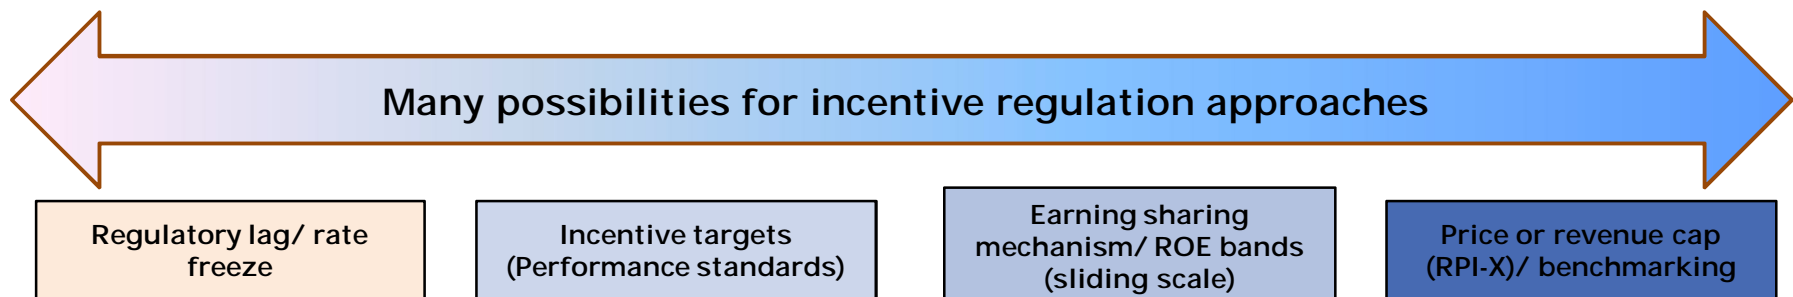 Many possibilities for incentive regulation approaches
Regulatory lag/ rate
freeze
Incentive targets
(Performance standards)
Earning sharing
mechanism/ ROE bands
(sliding scale)
Price or revenue cap
(RPI-X)/ benchmarking